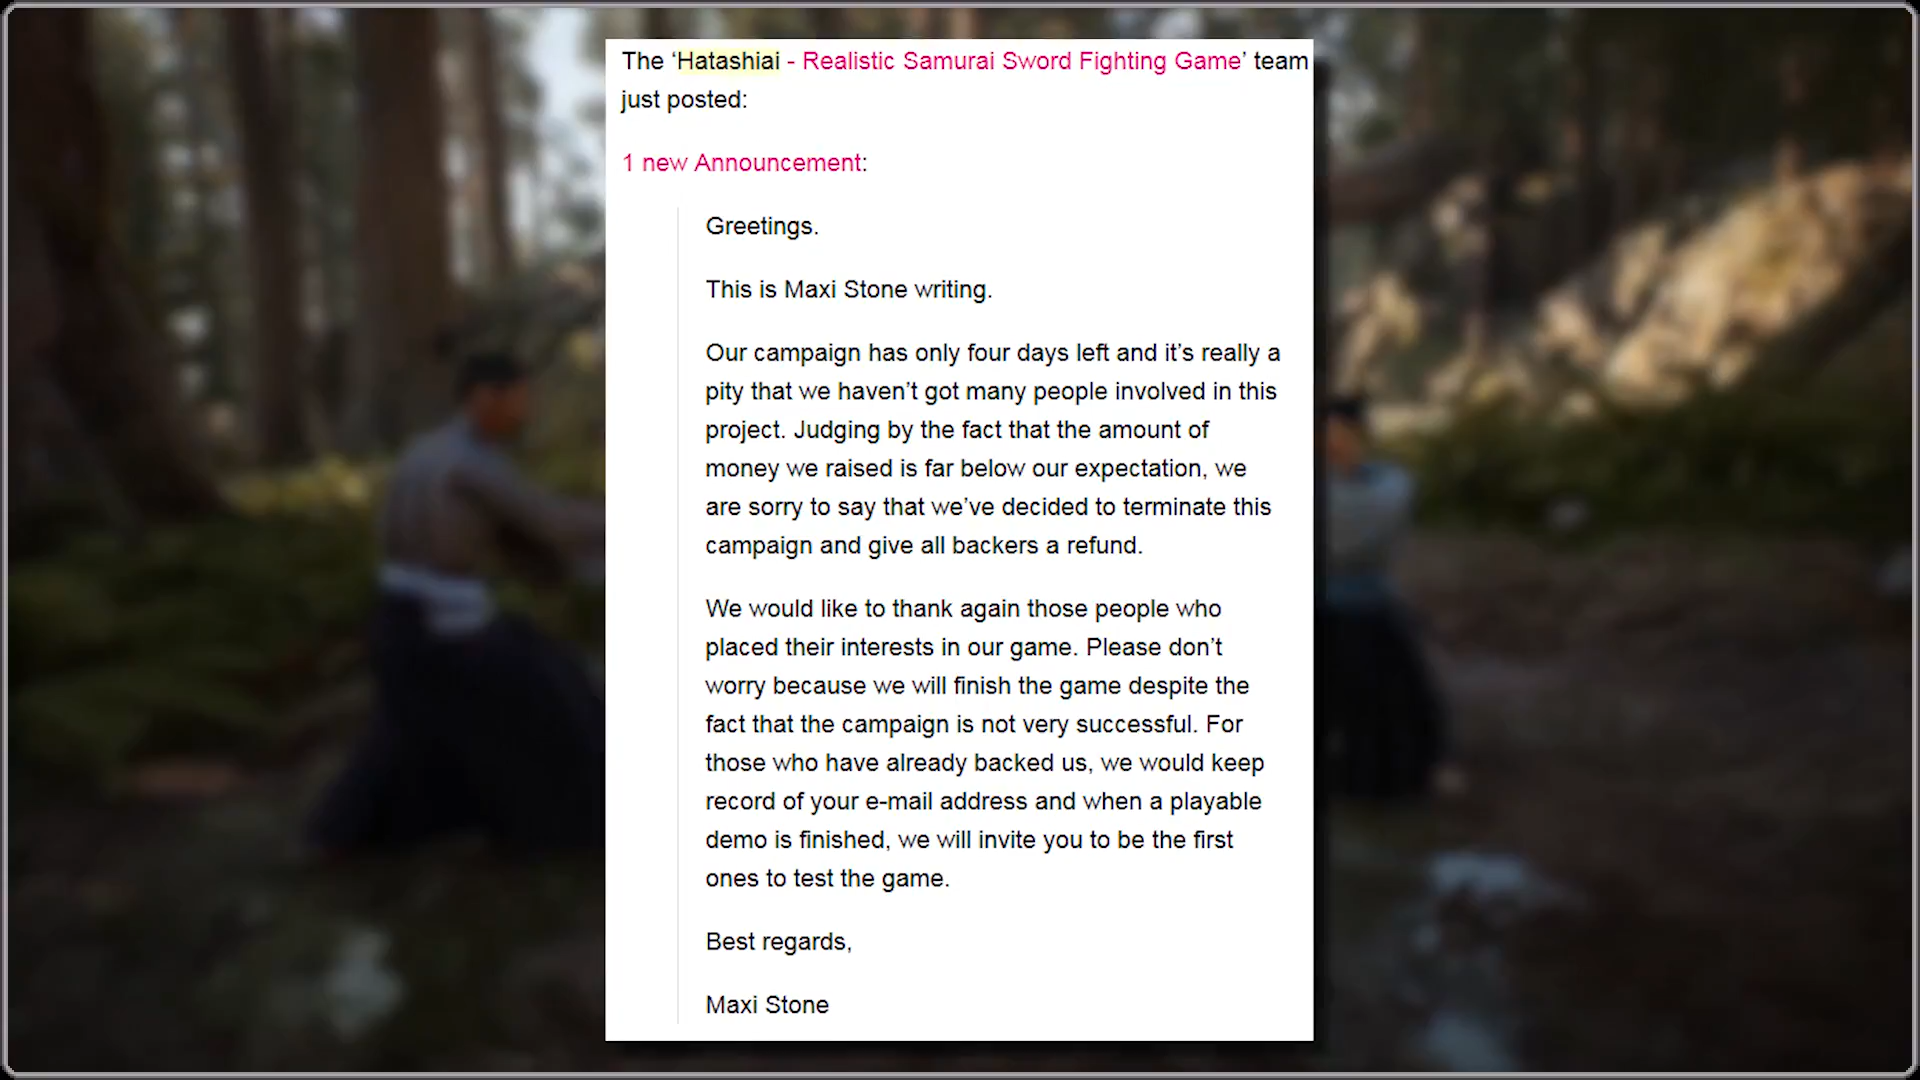 The ‘Hatashiai - Realistic Samurai Sword Fighting Game’ team
just posted:
1 new Announcement:
Greetings.
This is Maxi Stone writing.
Our campaign has only four days left and it’s really a
pity that we haven’t got many people involved in this
project. Judging by the fact that the amount of
money we raised is far below our expectation, we
are sorry to say that we’ve decided to terminate this
campaign and give all backers a refund.
We would like to thank again those people who
placed their interests in our game. Please don’t
worry because we will finish the game despite the
fact that the campaign is not very successful. For
those who have already backed us, we would keep
record of your e-mail address and when a playable
demo is finished, we will invite you to be the first
ones to test the game.
Best regards,
Maxi Stone